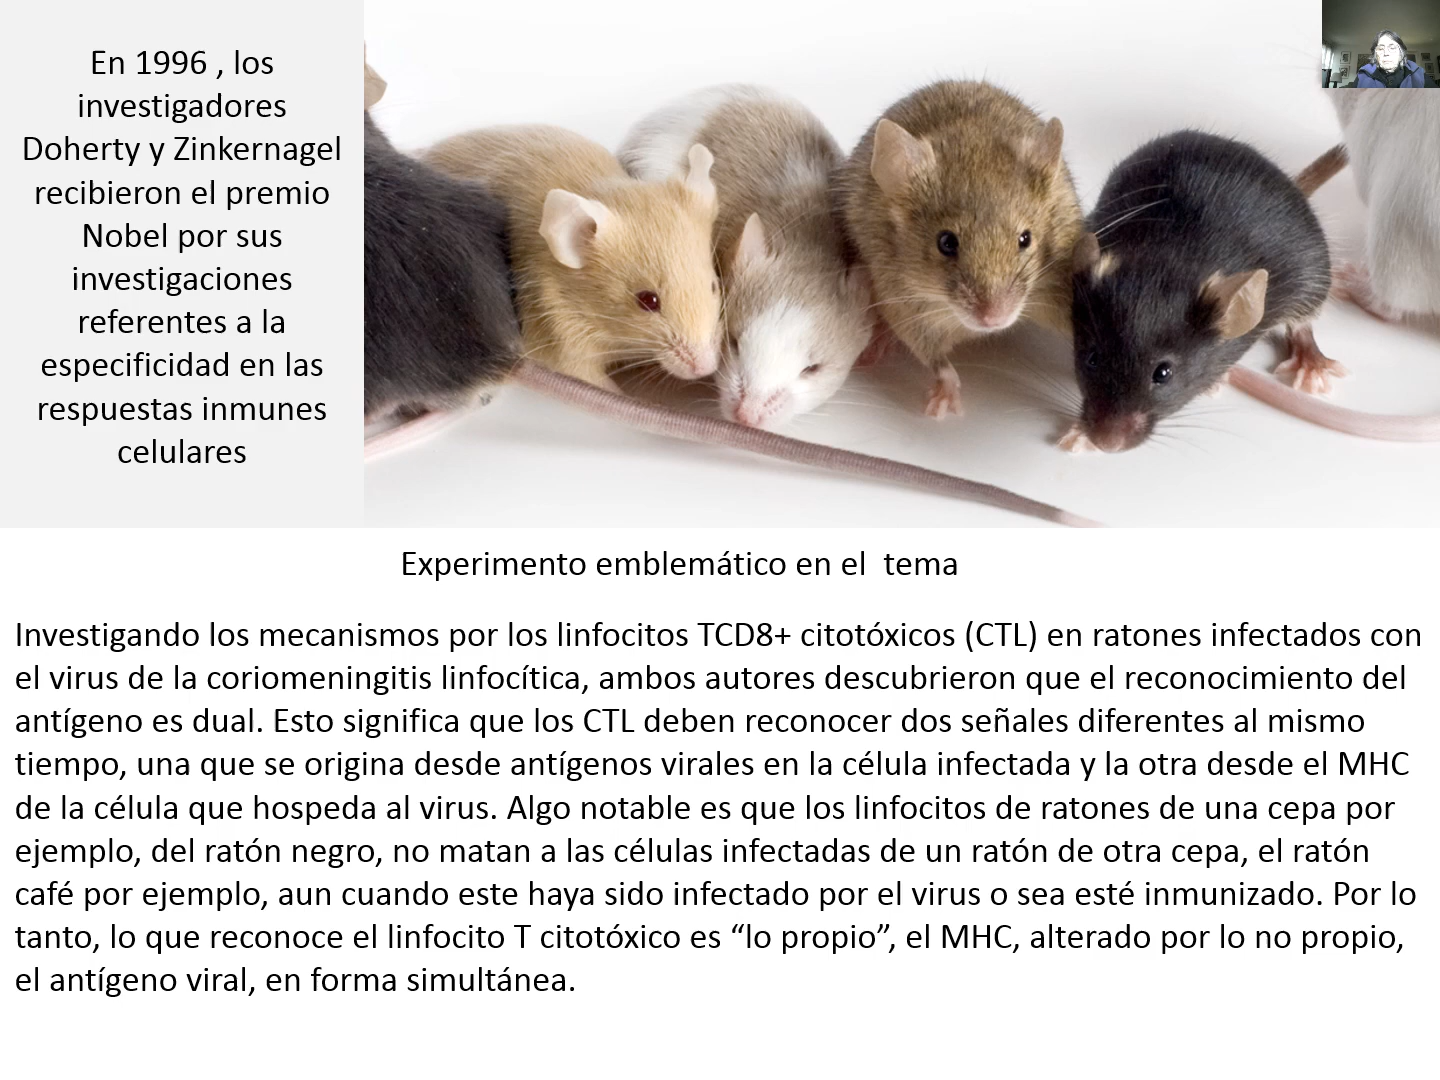 En 1996 , los
investigadores
Doherty y Zinkernagel
recibieron el premio
Nobel por sus
investigaciones
referentes a la
especificidad en las
respuestas inmunes
celulares
Experimento emblemático en el  tema
Investigando los mecanismos por los linfocitos TCD8+ citotóxicos (CTL) en ratones infectados con
el virus de la coriomeningitis linfocítica, ambos autores descubrieron que el reconocimiento del
antígeno es dual. Esto significa que los CTL deben reconocer dos señales diferentes al mismo
tiempo, una que se origina desde antígenos virales en la célula infectada y la otra desde el MHC
de la célula que hospeda al virus. Algo notable es que los linfocitos de ratones de una cepa por
ejemplo, del ratón negro, no matan a las células infectadas de un ratón de otra cepa, el ratón
café por ejemplo, aun cuando este haya sido infectado por el virus o sea esté inmunizado. Por lo
tanto, lo que reconoce el linfocito T citotóxico es “lo propio”, el MHC, alterado por lo no propio,
el antígeno viral, en forma simultánea.